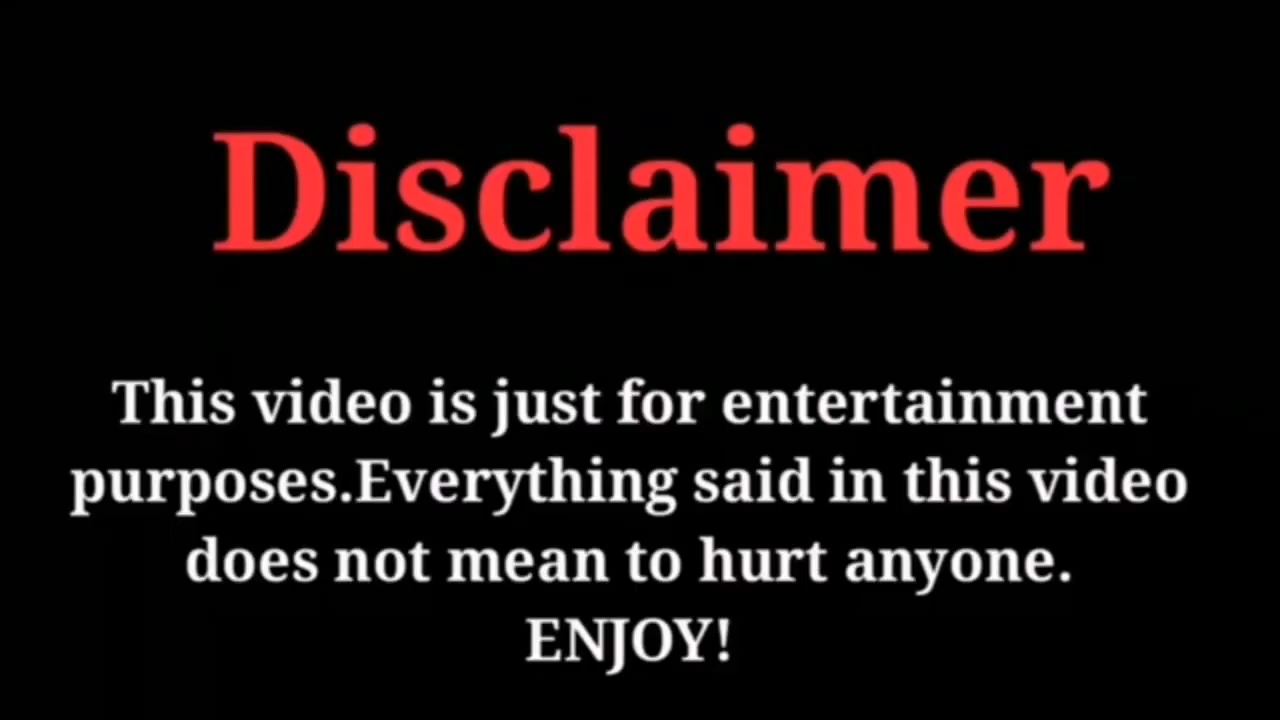 Disclaimer
This video is just for entertainment
purposes.Everything said in this video
does not mean to hurt anyone.
ENJOY!